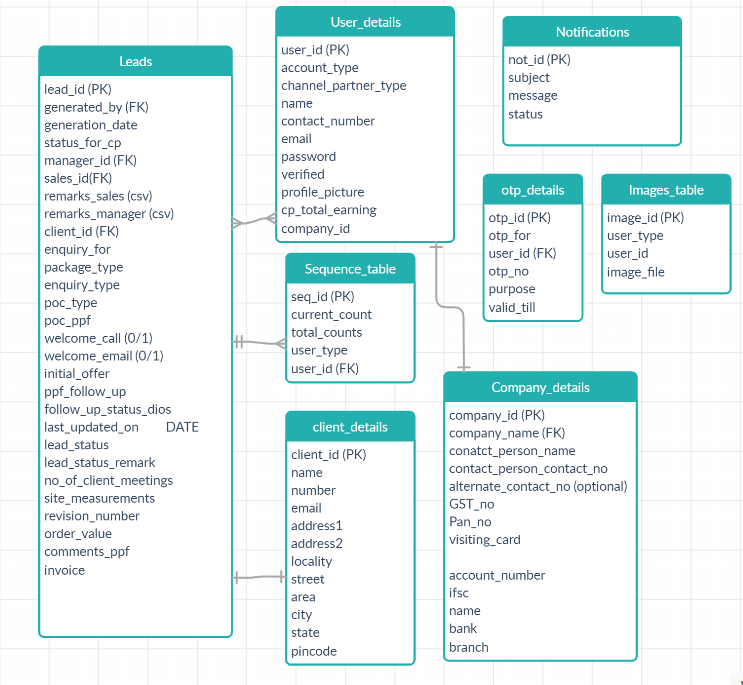 Leads
lead_id (PK)
generated_by (FK)
generation_date
status_for_cp
manager_id (FK)
sales_id(FK)
remarks_sales (csv)
remarks_manager (csv)
client_id (FK)
enquiry_for
package_type
enquiry_type
poc_type
poc_ppf
welcome_call (0/1)
welcome_email (0/1)
initial_offer
ppf_follow_up
follow_up_status_dios
last_updated_on DATE
lead_status
lead_status_remark
no_of_client_meetings
site_measurements
revision_number
order_value
comments_ppf
invoice
User_details
user_id (PK)
account_type
channel_partner_type
name
contact_number
email
password
verified
profile_picture
cp_total_earning
company_id
Notifications
not_id (PK)
subject
message
status
otp_details
otp_id (PK)
otp_for
user_id (FK)
otp_no
purpose
valid_till
Images_table
image_id (PK)
user_type
user_id
image_file
Sequence_table
seq_id (PK)
current_count
total_counts
user_type
user_id (FK)
client_details
client_id (PK)
name
number
email
address1
address2
locality
street
area
city
state
pincode
Company_details
company_id (PK)
company_name (FK)
conatct_person_name
contact_person_contact_no
alternate_contact_no (optional)
GST_no
Pan_no
visiting_card
account_number
ifsc
name
bank
branch